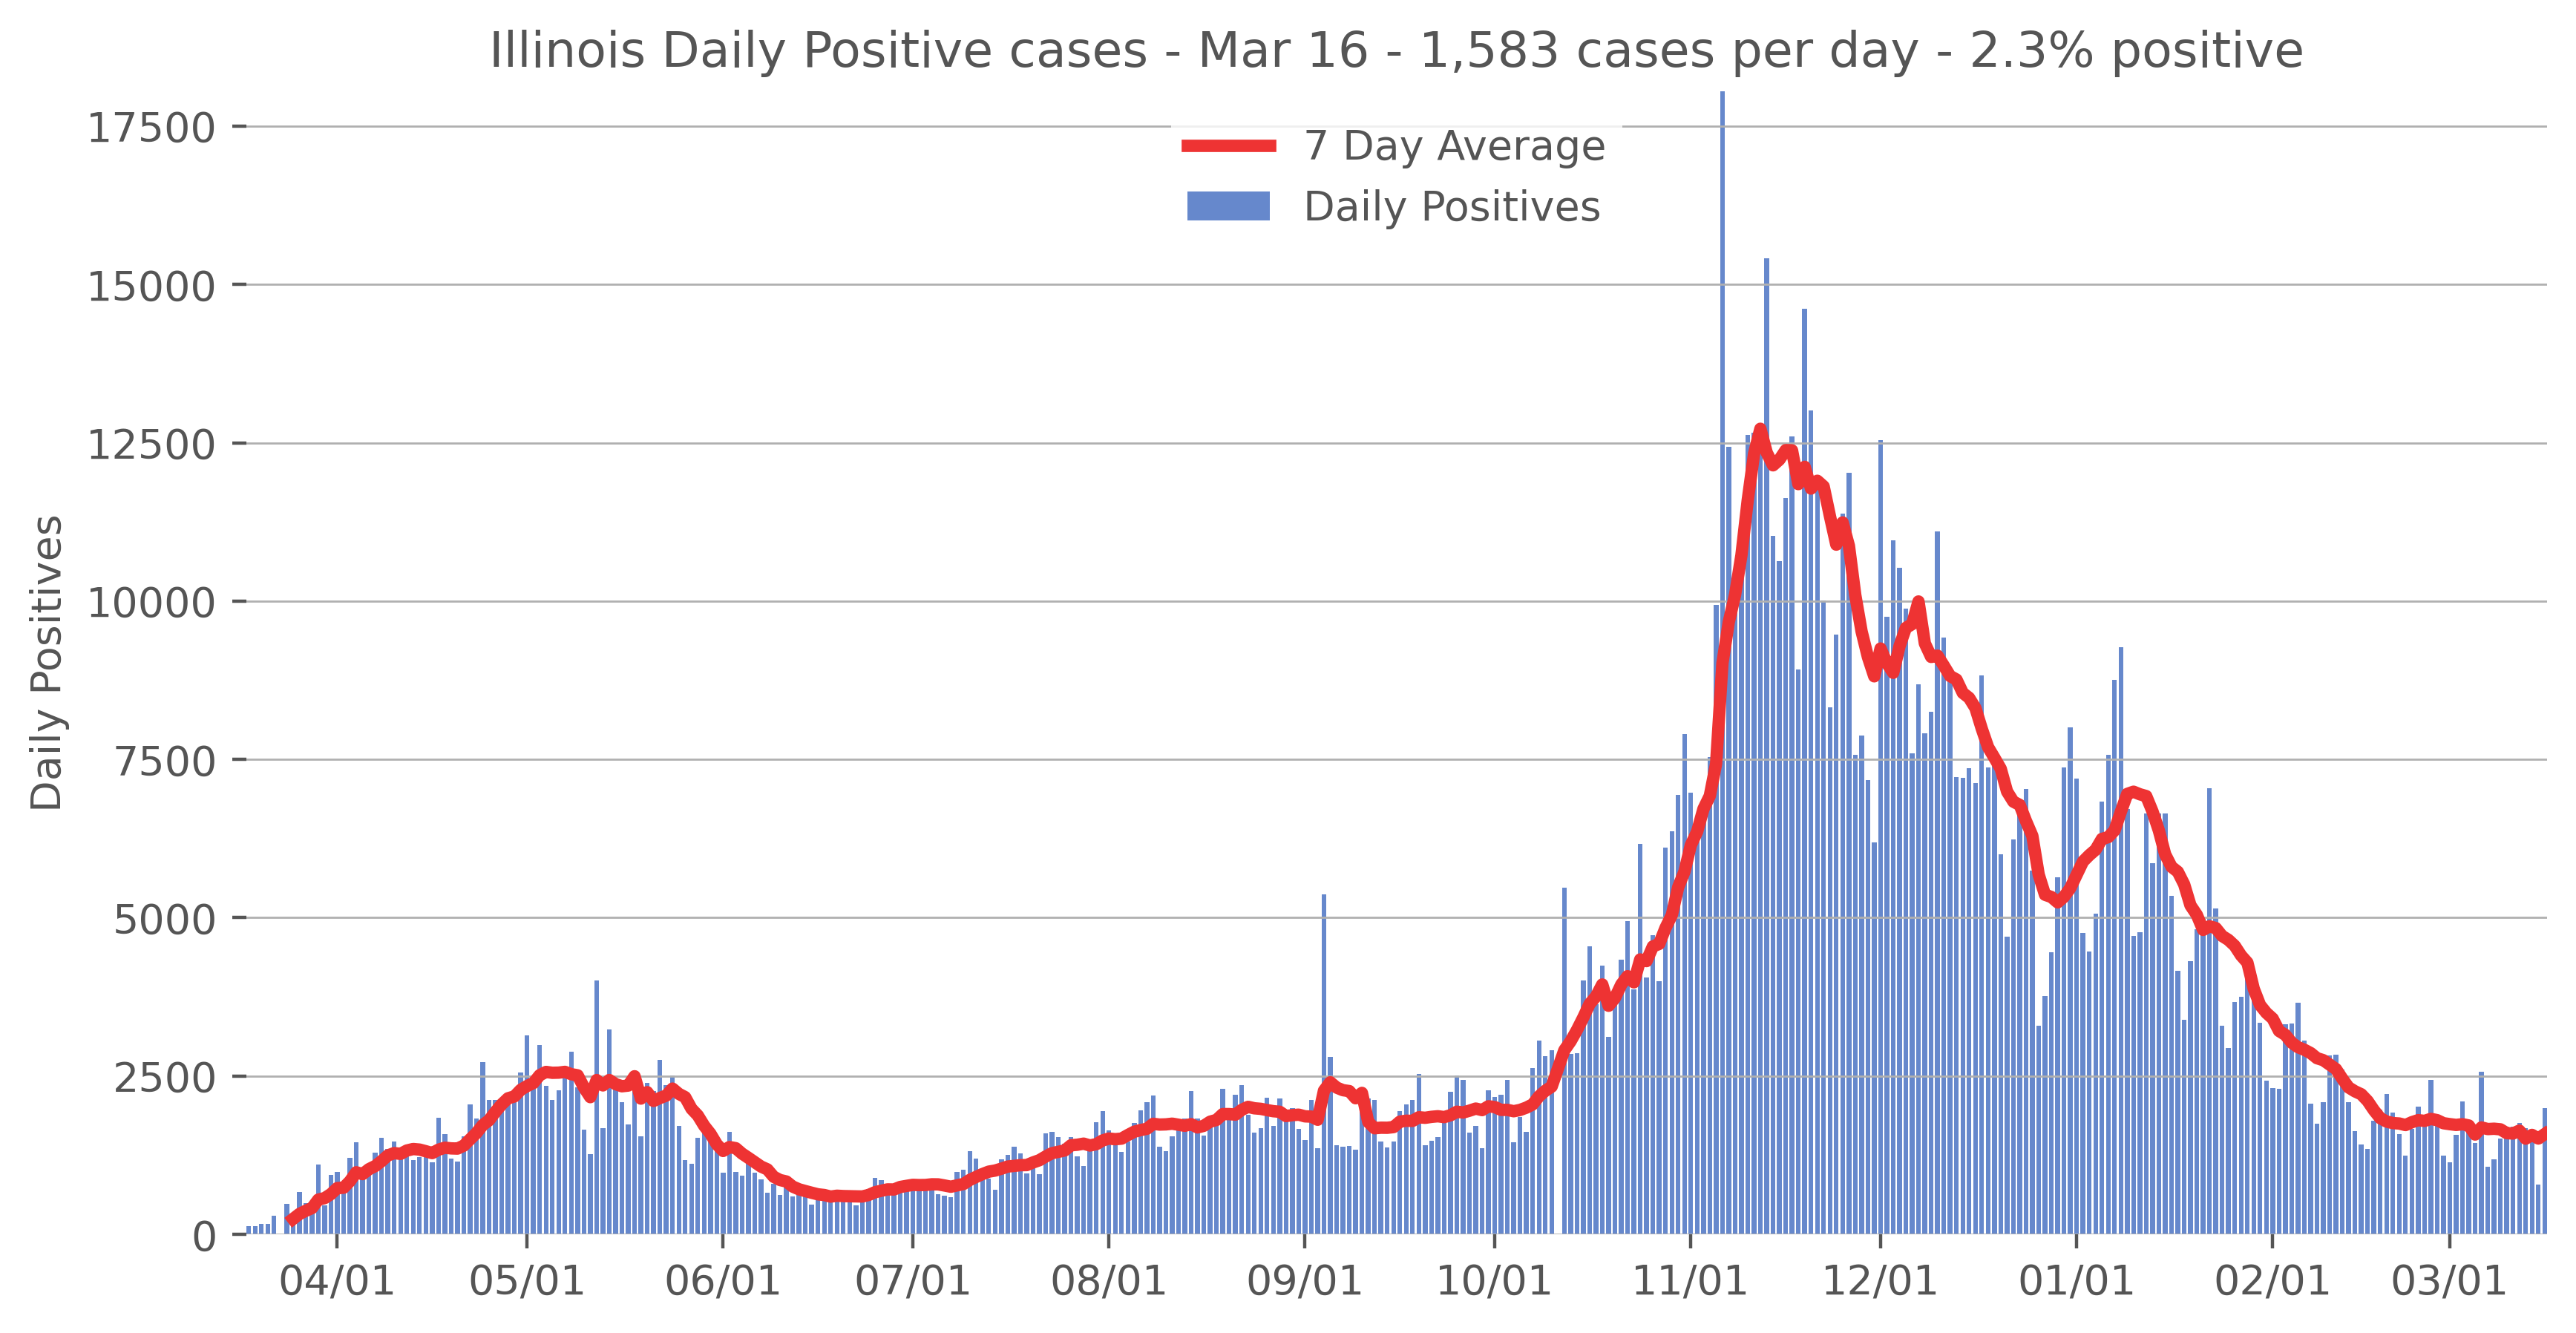 Illinois Daily Positive cases - Mar 16 - 1,583 cases per day - 2.3% positive
7 Day Average
Daily Positives
Daily Positives
17500
15000
12500
10000
7500
5000
2500
0
04/01 05/01 06/01 07/01 08/01 09/01 10/01 11/01 12/01 01/01 02/01 03/01